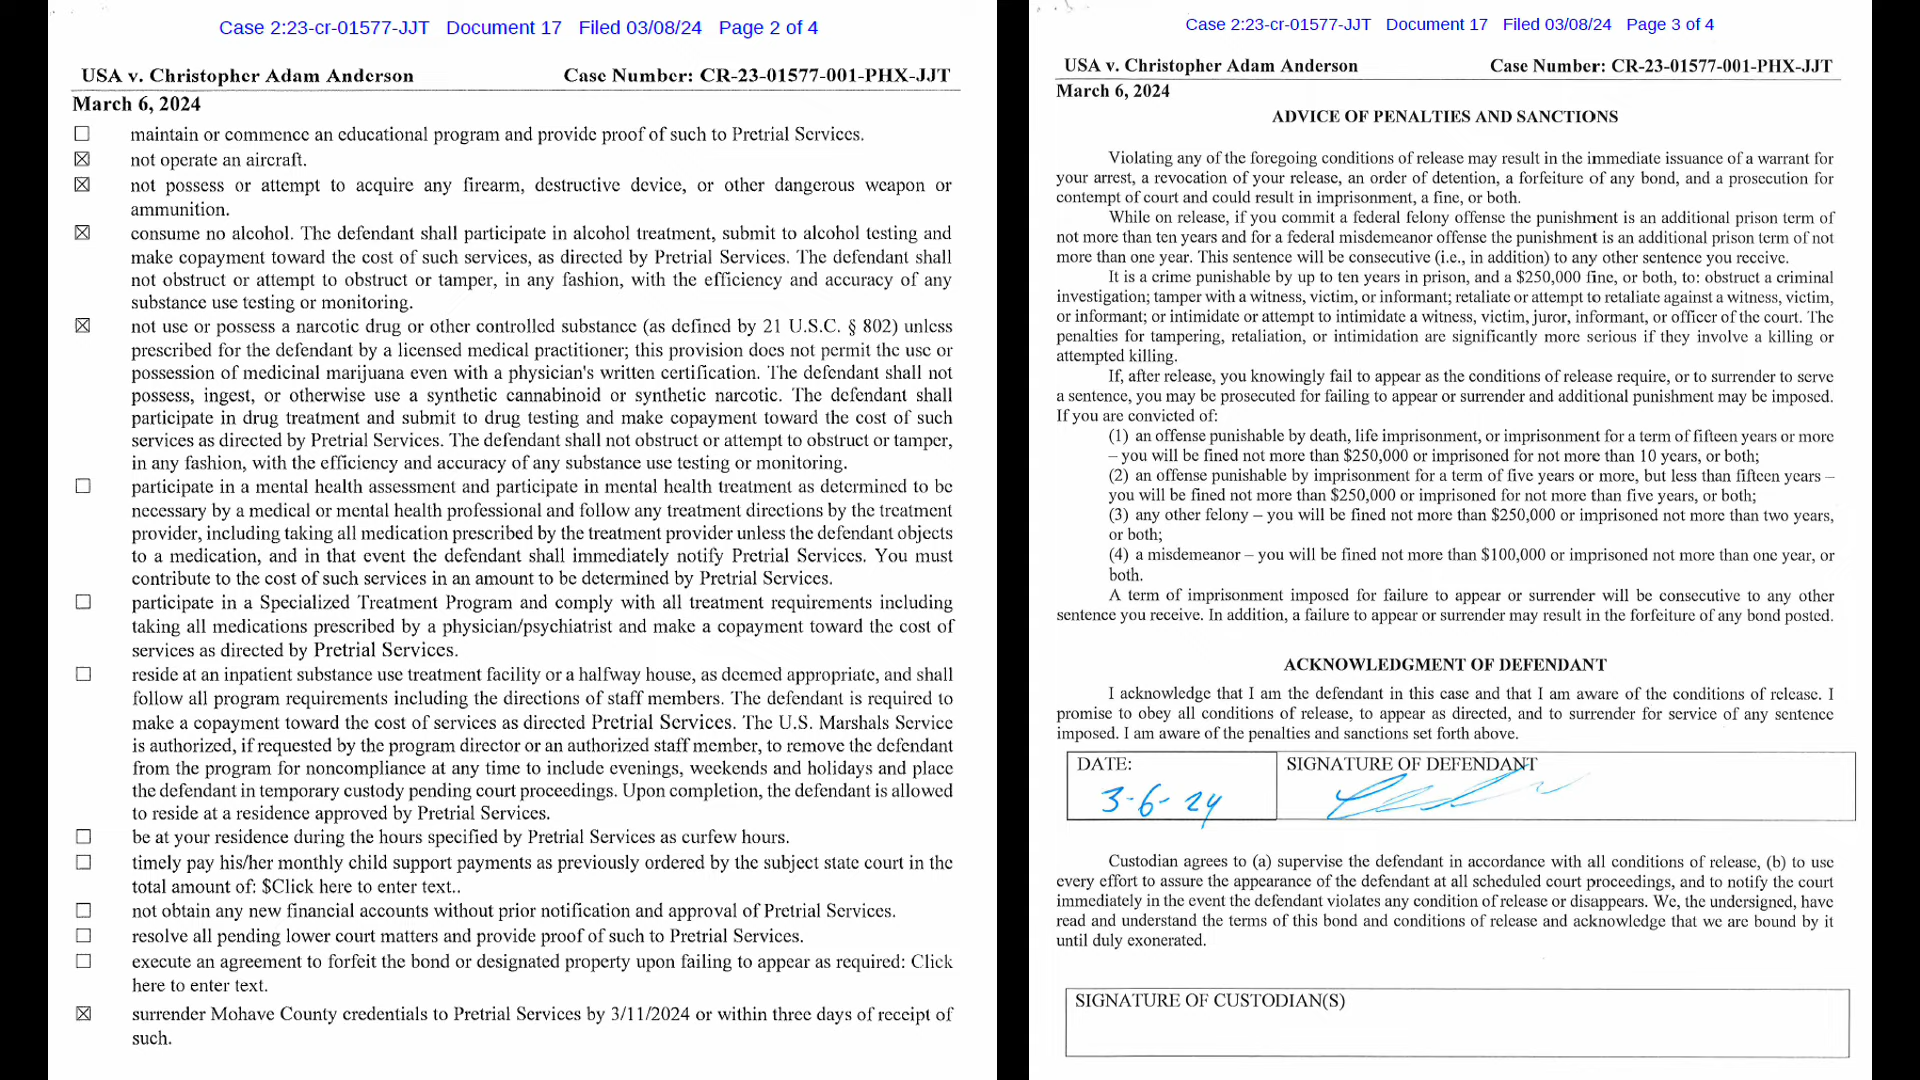 Case 2:23-cr-01577-JJT Document 17 Filed 03/08/24 Page 2 of 4
USA v. Christopher Adam Anderson Case Number: CR-23-01577-001-PHX-JJT
March 6, 2024
☐ maintain or commence an educational program and provide proof of such to Pretrial Services.
☒ not operate an aircraft.
☒ not possess or attempt to acquire any firearm, destructive device, or other dangerous weapon or
ammunition.
☒ consume no alcohol. The defendant shall participate in alcohol treatment, submit to alcohol testing and
make copayment toward the cost of such services, as directed by Pretrial Services. The defendant shall
not obstruct or attempt to obstruct or tamper, in any fashion, with the efficiency and accuracy of any
substance use testing or monitoring.
☒ not use or possess a narcotic drug or other controlled substance (as defined by 21 U.S.C. § 802) unless
prescribed for the defendant by a licensed medical practitioner; this provision does not permit the use or
possession of medicinal marijuana even with a physician's written certification. The defendant shall not
possess, ingest, or otherwise use a synthetic cannabinoid or synthetic narcotic. The defendant shall
participate in drug treatment and submit to drug testing and make copayment toward the cost of such
services as directed by Pretrial Services. The defendant shall not obstruct or attempt to obstruct or tamper,
in any fashion, with the efficiency and accuracy of any substance use testing or monitoring.
☐ participate in a mental health assessment and participate in mental health treatment as determined to be
necessary by a medical or mental health professional and follow any treatment directions by the treatment
provider, including taking all medication prescribed by the treatment provider unless the defendant objects
to a medication, and in that event the defendant shall immediately notify Pretrial Services. You must
contribute to the cost of such services in an amount to be determined by Pretrial Services.
☐ participate in a Specialized Treatment Program and comply with all treatment requirements including
taking all medications prescribed by a physician/psychiatrist and make a copayment toward the cost of
services as directed by Pretrial Services.
☐ reside at an inpatient substance use treatment facility or a halfway house, as deemed appropriate, and shall
follow all program requirements including the directions of staff members. The defendant is required to
make a copayment toward the cost of services as directed Pretrial Services. The U.S. Marshals Service
is authorized, if requested by the program director or an authorized staff member, to remove the defendant
from the program for noncompliance at any time to include evenings, weekends and holidays and place
the defendant in temporary custody pending court proceedings. Upon completion, the defendant is allowed
to reside at a residence approved by Pretrial Services.
☐ be at your residence during the hours specified by Pretrial Services as curfew hours.
☐ timely pay his/her monthly child support payments as previously ordered by the subject state court in the
total amount of: $Click here to enter text..
☐ not obtain any new financial accounts without prior notification and approval of Pretrial Services.
☐ resolve all pending lower court matters and provide proof of such to Pretrial Services.
☐ execute an agreement to forfeit the bond or designated property upon failing to appear as required: Click
here to enter text.
☒ surrender Mohave County credentials to Pretrial Services by 3/11/2024 or within three days of receipt of
such.
Case 2:23-cr-01577-JJT Document 17 Filed 03/08/24 Page 3 of 4
USA v. Christopher Adam Anderson Case Number: CR-23-01577-001-PHX-JJT
March 6, 2024
ADVICE OF PENALTIES AND SANCTIONS
Violating any of the foregoing conditions of release may result in the immediate issuance of a warrant for
your arrest, a revocation of your release, an order of detention, a forfeiture of any bond, and a prosecution for
contempt of court and could result in imprisonment, a fine, or both.
While on release, if you commit a federal felony offense the punishment is an additional prison term of
not more than ten years and for a federal misdemeanor offense the punishment is an additional prison term of not
more than one year. This sentence will be consecutive (i.e., in addition) to any other sentence you receive.
It is a crime punishable by up to ten years in prison, and a $250,000 fine, or both, to: obstruct a criminal
investigation; tamper with a witness, victim, or informant; retaliate or attempt to retaliate against a witness, victim,
or informant; or intimidate or attempt to intimidate a witness, victim, juror, informant, or officer of the court. The
penalties for tampering, retaliation, or intimidation are significantly more serious if they involve a killing or
attempted killing.
If, after release, you knowingly fail to appear as the conditions of release require, or to surrender to serve
a sentence, you may be prosecuted for failing to appear or surrender and additional punishment may be imposed.
If you are convicted of:
(1) an offense punishable by death, life imprisonment, or imprisonment for a term of fifteen years or more
– you will be fined not more than $250,000 or imprisoned for not more than 10 years, or both;
(2) an offense punishable by imprisonment for a term of five years or more, but less than fifteen years –
you will be fined not more than $250,000 or imprisoned for not more than five years, or both;
(3) any other felony – you will be fined not more than $250,000 or imprisoned not more than two years,
or both;
(4) a misdemeanor – you will be fined not more than $100,000 or imprisoned not more than one year, or
both.
A term of imprisonment imposed for failure to appear or surrender will be consecutive to any other
sentence you receive. In addition, a failure to appear or surrender may result in the forfeiture of any bond posted.
ACKNOWLEDGMENT OF DEFENDANT
I acknowledge that I am the defendant in this case and that I am aware of the conditions of release. I
promise to obey all conditions of release, to appear as directed, and to surrender for service of any sentence
imposed. I am aware of the penalties and sanctions set forth above.
DATE: SIGNATURE OF DEFENDANT
3-6-24
Custodian agrees to (a) supervise the defendant in accordance with all conditions of release, (b) to use
every effort to assure the appearance of the defendant at all scheduled court proceedings, and to notify the court
immediately in the event the defendant violates any condition of release or disappears. We, the undersigned, have
read and understand the terms of this bond and conditions of release and acknowledge that we are bound by it
until duly exonerated.
SIGNATURE OF CUSTODIAN(S)